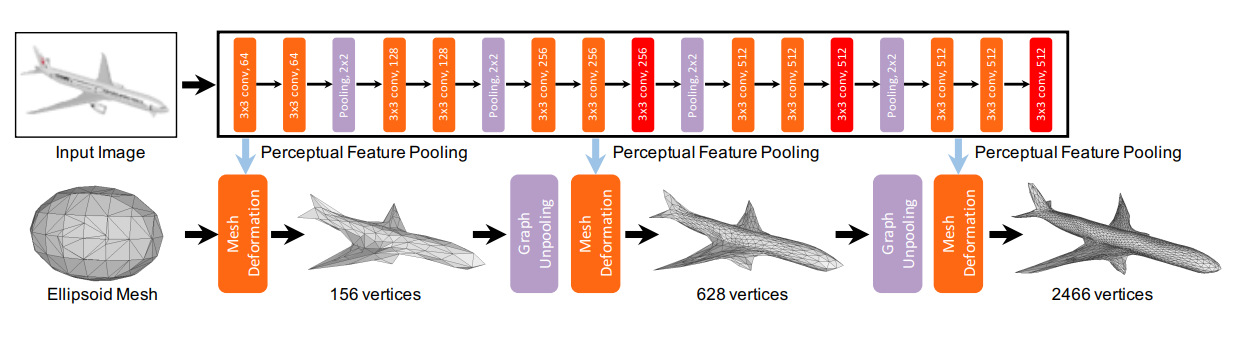 3x3 conv, 64
3x3 conv, 64
Pooling, 2x2
3x3 conv, 128
3x3 conv, 128
Pooling, 2x2
3x3 conv, 256
3x3 conv, 256
3x3 conv, 256
Pooling, 2x2
3x3 conv, 512
3x3 conv, 512
3x3 conv, 512
Pooling, 2x2
3x3 conv, 512
3x3 conv, 512
3x3 conv, 512
Input Image
Perceptual Feature Pooling
Perceptual Feature Pooling
Perceptual Feature Pooling
Mesh
Deformation
Graph
Unpooling
Mesh
Deformation
Graph
Unpooling
Mesh
Deformation
Ellipsoid Mesh
156 vertices
628 vertices
2466 vertices